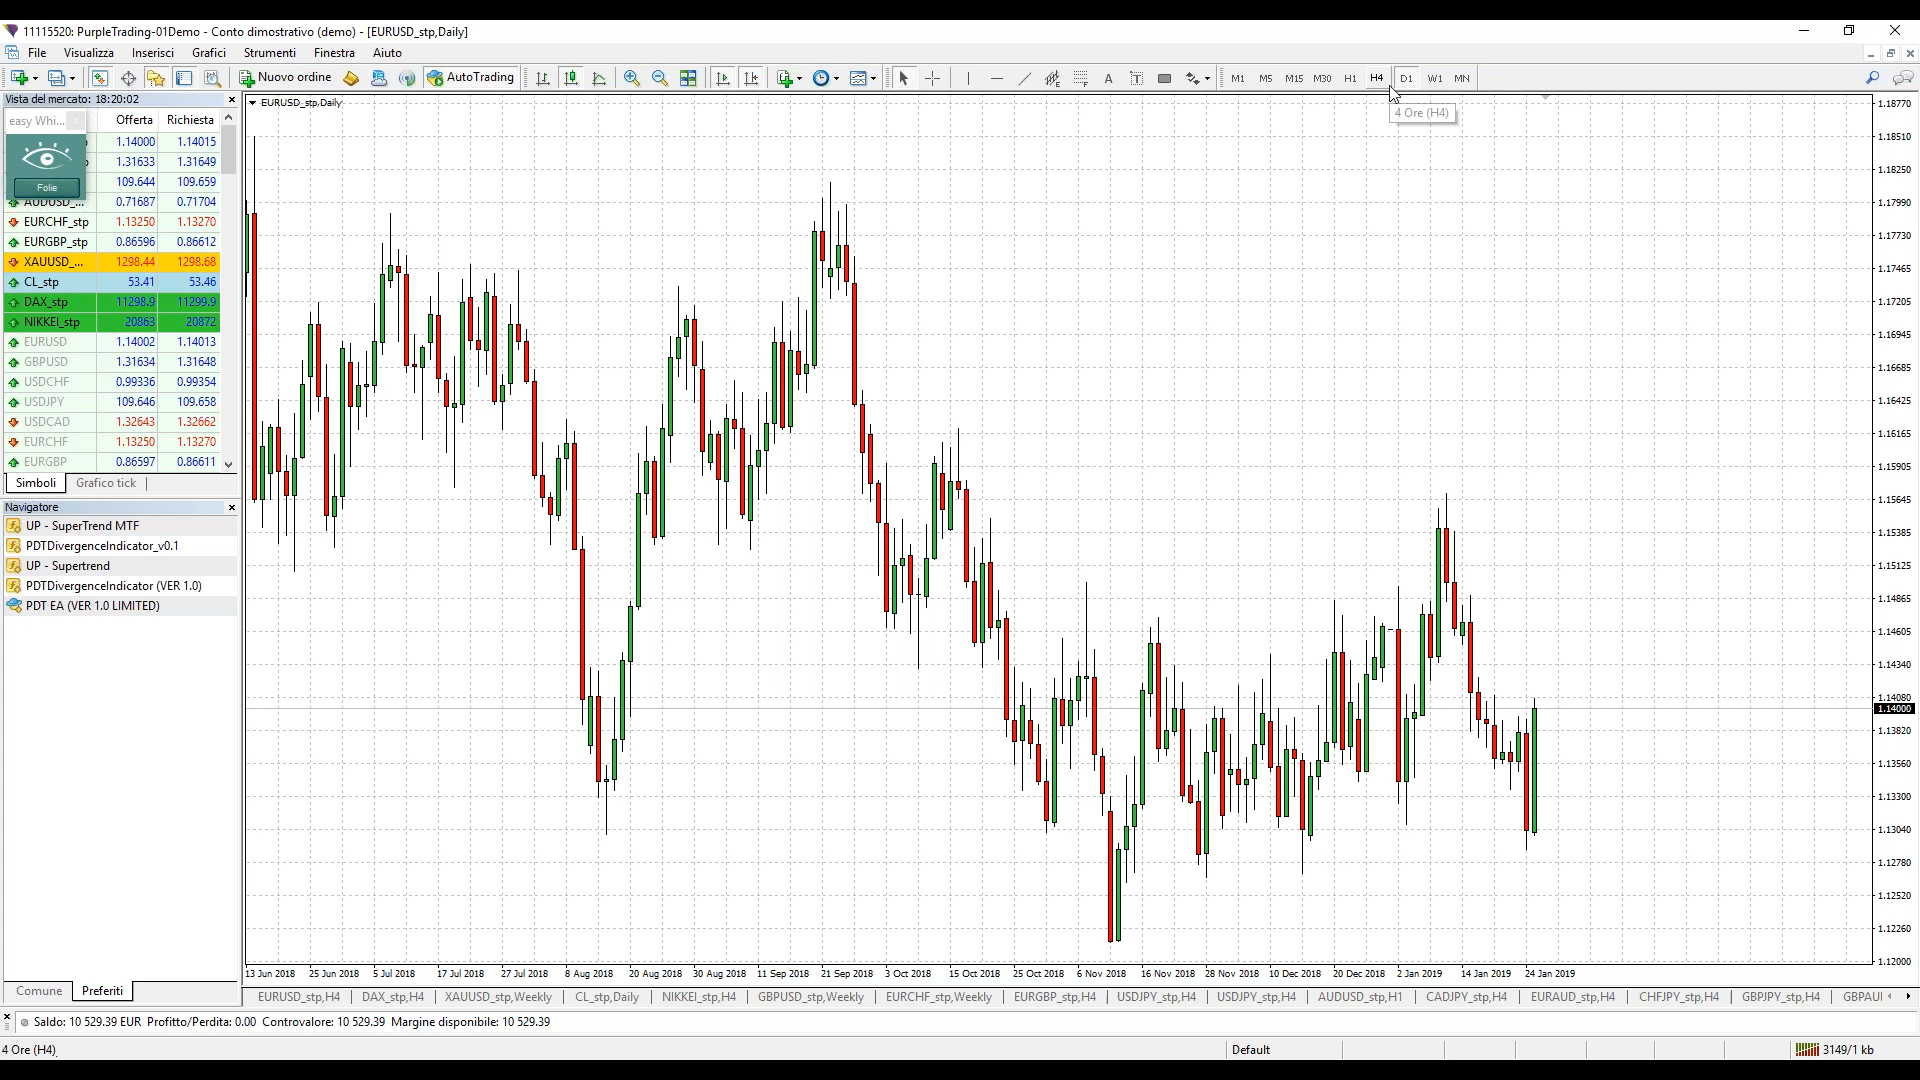 11115520: PurpleTrading-01Demo - Conto dimostrativo (demo) - [EURUSD_stp,Daily]
File Visualizza Inserisci Grafici Strumenti Finestra Aiuto
Nuovo ordine AutoTrading A T M1 M5 M15 M30 H1 H4 D1 W1 MN
4 Ore (H4)
Vista del mercato: 18:20:02
easy Whi... Offerta Richiesta
Folie
1.14000 1.14015
1.31633 1.31649
109.644 109.659
AUDUSD_... 0.71687 0.71704
EURCHF_stp 1.13250 1.13270
EURGBP_stp 0.86596 0.86612
XAUUSD_... 1298.44 1298.68
CL_stp 53.41 53.46
DAX_stp 11298.9 11299.9
NIKKEI_stp 20863 20872
EURUSD 1.14002 1.14013
GBPUSD 1.31634 1.31648
USDCHF 0.99336 0.99354
USDJPY 109.646 109.658
USDCAD 1.32643 1.32662
EURCHF 1.13250 1.13270
EURGBP 0.86597 0.86611
Simboli Grafico tick
Navigatore
UP - SuperTrend MTF
PDTDivergenceIndicator_v0.1
UP - Supertrend
PDTDivergenceIndicator (VER 1.0)
PDT EA (VER 1.0 LIMITED)
Comune Preferiti
EURUSD_stp,Daily
1.18770
1.18510
1.18250
1.17990
1.17730
1.17465
1.17205
1.16945
1.16685
1.16425
1.16165
1.15905
1.15645
1.15385
1.15125
1.14865
1.14605
1.14340
1.14080
1.14000
1.13820
1.13560
1.13300
1.13040
1.12780
1.12520
1.12260
1.12000
13 Jun 2018 25 Jun 2018 5 Jul 2018 17 Jul 2018 27 Jul 2018 8 Aug 2018 20 Aug 2018 30 Aug 2018 11 Sep 2018 21 Sep 2018 3 Oct 2018 15 Oct 2018 25 Oct 2018 6 Nov 2018 16 Nov 2018 28 Nov 2018 10 Dec 2018 20 Dec 2018 2 Jan 2019 14 Jan 2019 24 Jan 2019
EURUSD_stp,H4 DAX_stp,H4 XAUUSD_stp,Weekly CL_stp,Daily NIKKEI_stp,H4 GBPUSD_stp,Weekly EURCHF_stp,Weekly EURGBP_stp,H4 USDJPY_stp,H4 USDJPY_stp,H4 AUDUSD_stp,H1 CADJPY_stp,H4 EURAUD_stp,H4 CHFJPY_stp,H4 GBPJPY_stp,H4 GBPAU
Saldo: 10 529.39 EUR Profitto/Perdita: 0.00 Controvalore: 10 529.39 Margine disponibile: 10 529.39
4 Ore (H4) Default 3149/1 kb